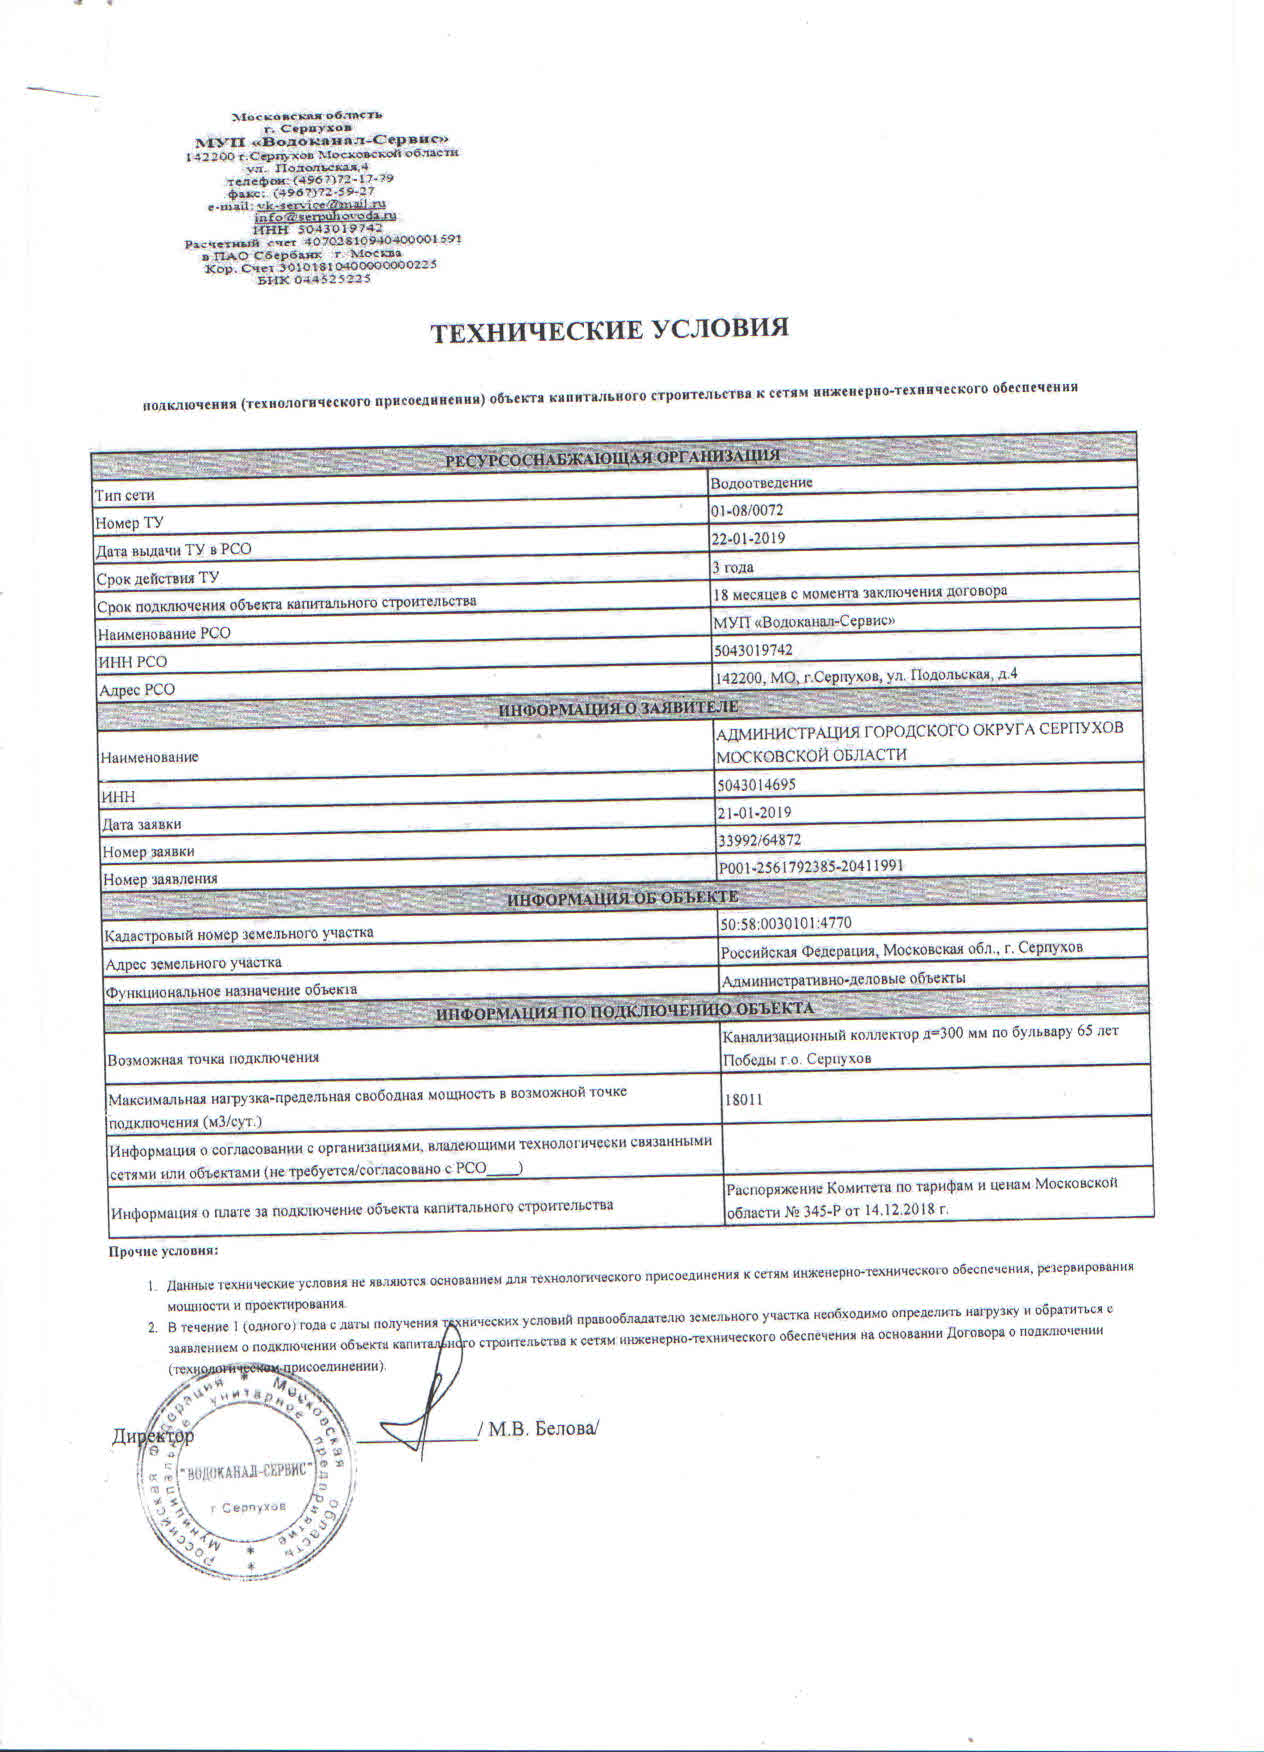 Московская область
г. Серпухов
МУП «Водоканал-Сервис»
142200 г.Серпухов Московской области
ул. Подольская,4
телефон: (4967)72-17-79
факс: (4967)72-59-27
e-mail: vk-service@mail.ru
info@serpuhovoda.ru
ИНН 5043019742
Расчетный счет 40702810940400001591
в ПАО Сбербанк г. Москва
Кор. Счет 30101810400000000225
БИК 044525225
ТЕХНИЧЕСКИЕ УСЛОВИЯ
подключения (технологического присоединения) объекта капитального строительства к сетям инженерно-технического обеспечения
РЕСУРСОСНАБЖАЮЩАЯ ОРГАНИЗАЦИЯ
Тип сети Водоотведение
Номер ТУ 01-08/0072
Дата выдачи ТУ в РСО 22-01-2019
Срок действия ТУ 3 года
Срок подключения объекта капитального строительства 18 месяцев с момента заключения договора
Наименование РСО МУП «Водоканал-Сервис»
ИНН РСО 5043019742
Адрес РСО 142200, МО, г.Серпухов, ул. Подольская, д.4
ИНФОРМАЦИЯ О ЗАЯВИТЕЛЕ
Наименование АДМИНИСТРАЦИЯ ГОРОДСКОГО ОКРУГА СЕРПУХОВ
МОСКОВСКОЙ ОБЛАСТИ
ИНН 5043014695
Дата заявки 21-01-2019
Номер заявки 33992/64872
Номер заявления P001-2561792385-20411991
ИНФОРМАЦИЯ ОБ ОБЪЕКТЕ
Кадастровый номер земельного участка 50:58:0030101:4770
Адрес земельного участка Российская Федерация, Московская обл., г. Серпухов
Функциональное назначение объекта Административно-деловые объекты
ИНФОРМАЦИЯ ПО ПОДКЛЮЧЕНИЮ ОБЪЕКТА
Возможная точка подключения Канализационный коллектор д=300 мм по бульвару 65 лет
Победы г.о. Серпухов
Максимальная нагрузка-предельная свободная мощность в возможной точке
подключения (м3/сут.) 18011
Информация о согласовании с организациями, владеющими технологически связанными
сетями или объектами (не требуется/согласовано с РСО____)
Информация о плате за подключение объекта капитального строительства Распоряжение Комитета по тарифам и ценам Московской
области № 345-Р от 14.12.2018 г.
Прочие условия:
1. Данные технические условия не являются основанием для технологического присоединения к сетям инженерно-технического обеспечения, резервирования
мощности и проектирования.
2. В течение 1 (одного) года с даты получения технических условий правообладателю земельного участка необходимо определить нагрузку и обратиться с
заявлением о подключении объекта капитального строительства к сетям инженерно-технического обеспечения на основании Договора о подключении
(технологическом присоединении).
Директор ____________/ М.В. Белова/
Российская Федерация * Московская область *
Муниципальное унитарное предприятие *
"ВОДОКАНАЛ-СЕРВИС"
г Серпухов